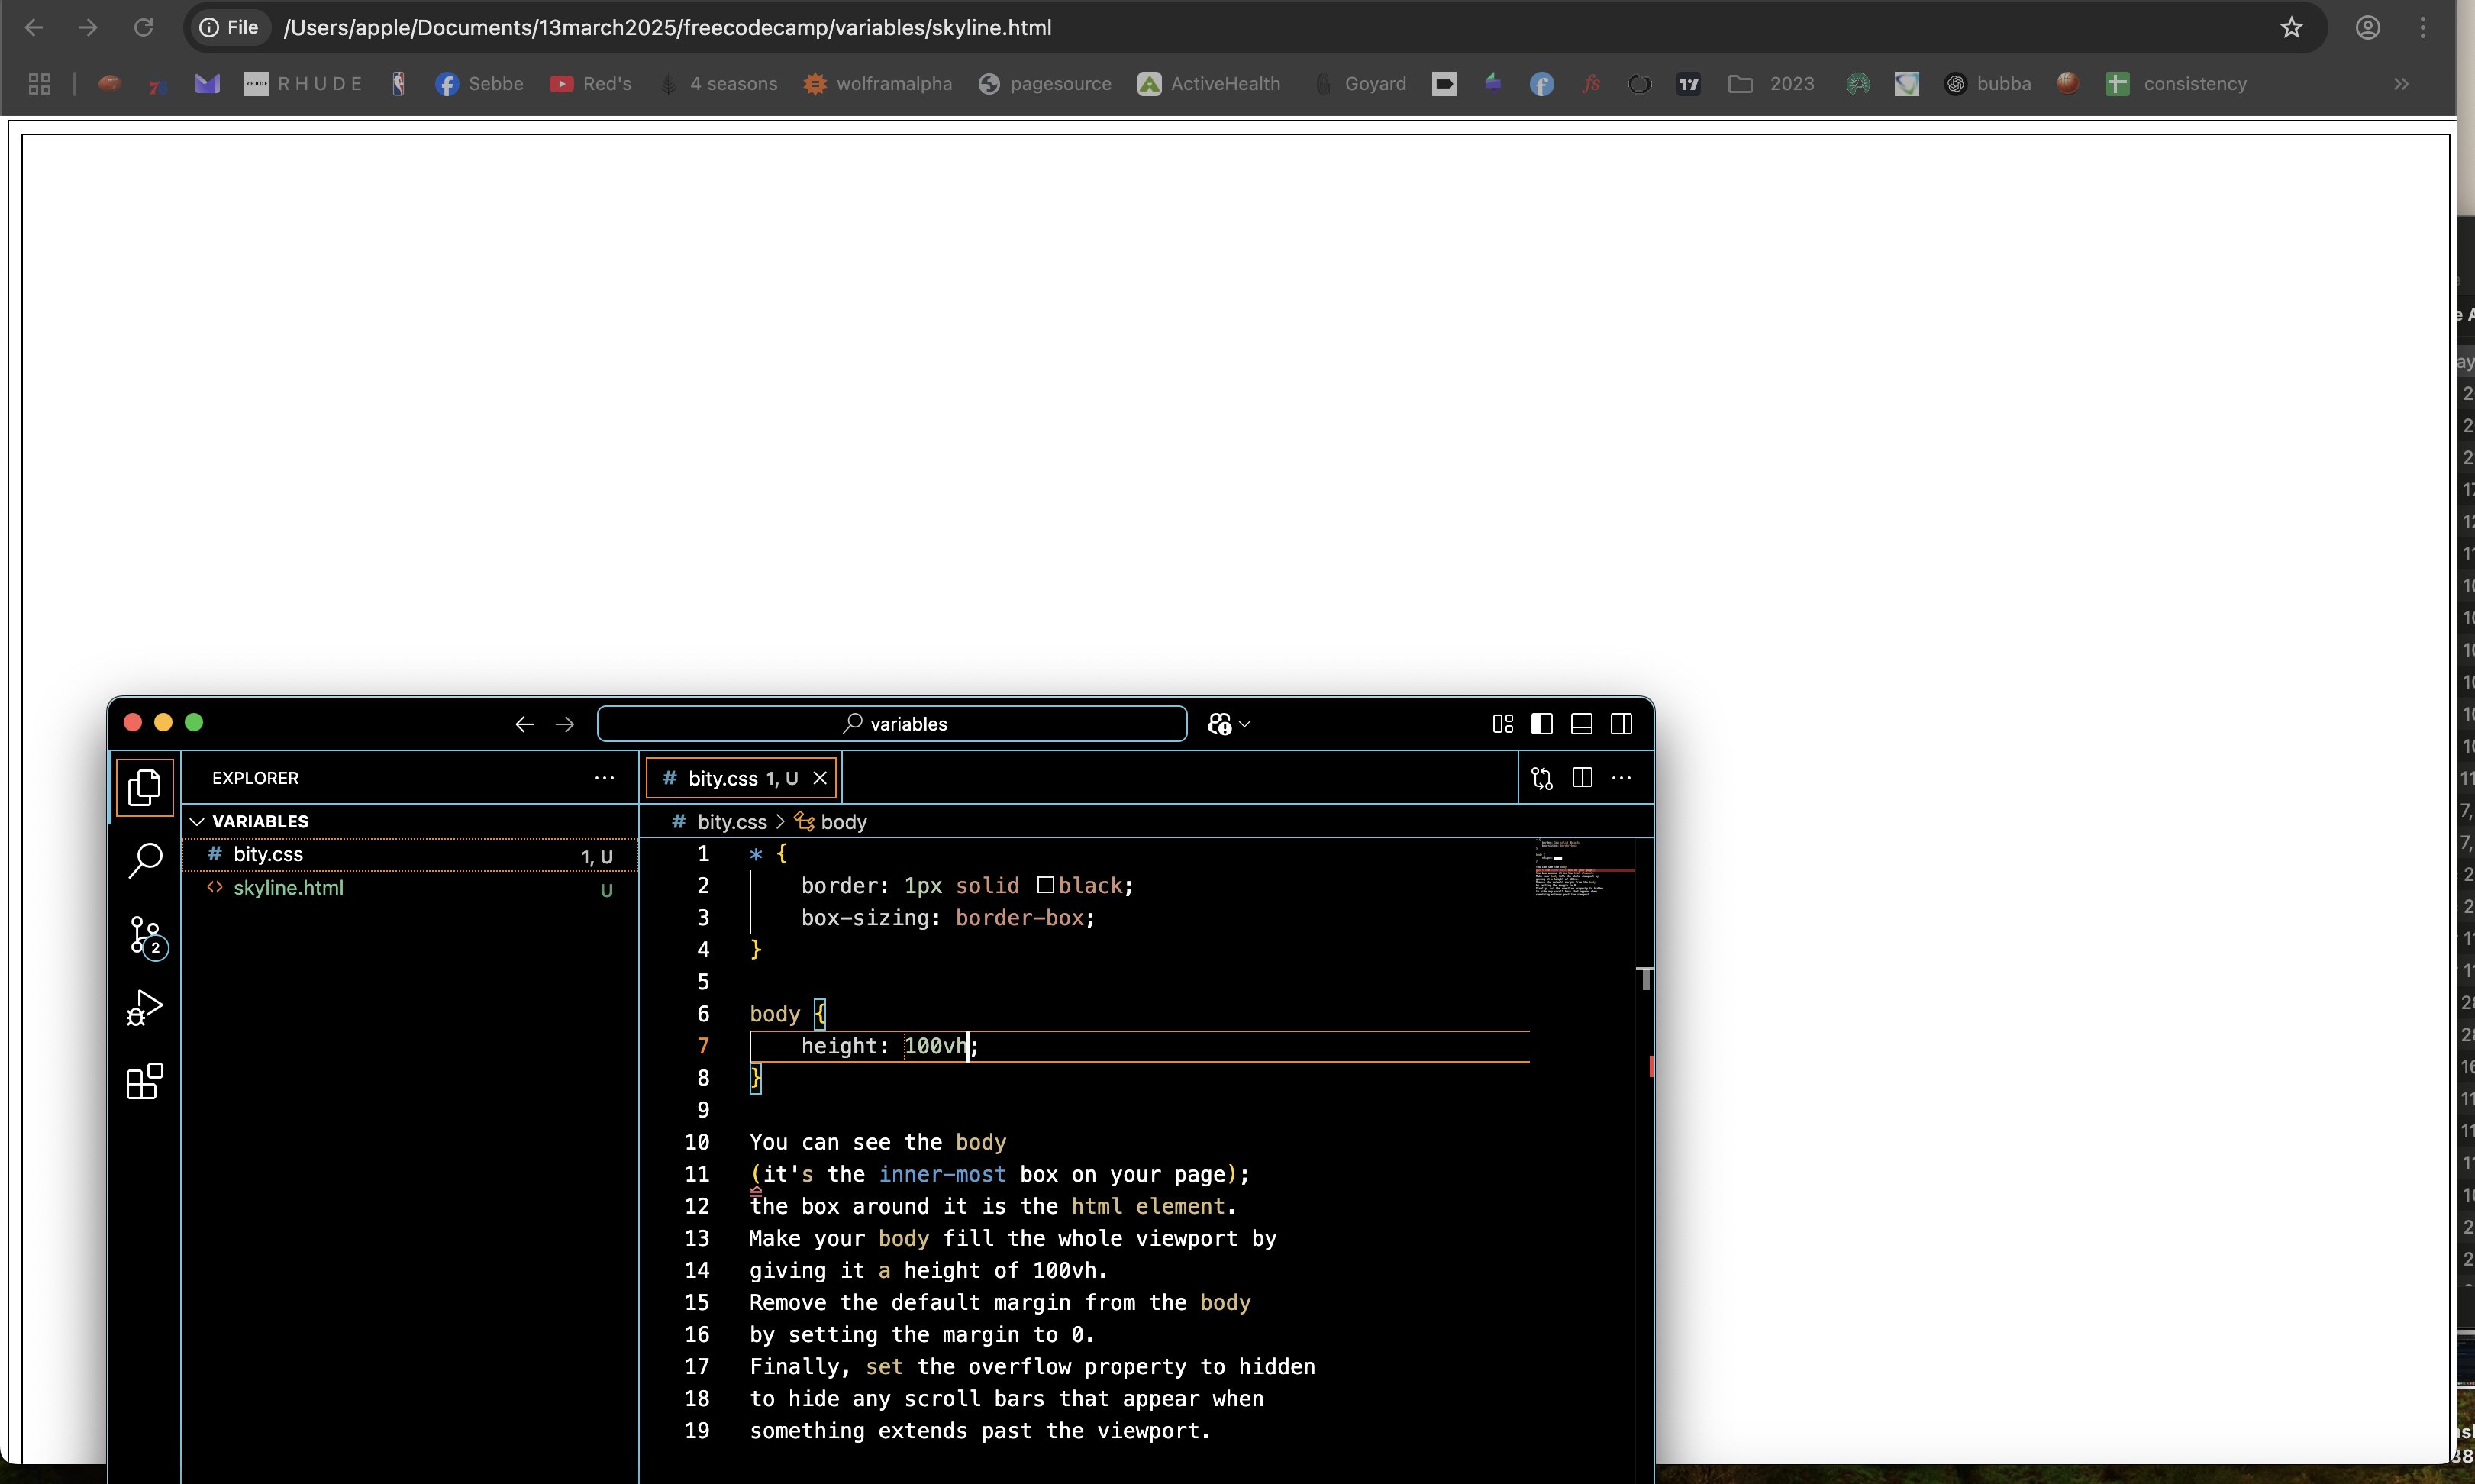 File /Users/apple/Documents/13march2025/freecodecamp/variables/skyline.html
RHUDE Sebbe Red's 4 seasons wolframalpha pagesource ActiveHealth Goyard 2023 bubba consistency
variables
EXPLORER
VARIABLES
# bity.css 1, U
<> skyline.html U
2
# bity.css 1, U
# bity.css > body
1 * {
2 border: 1px solid black;
3 box-sizing: border-box;
4 }
5
6 body {
7 height: 100vh;
8 }
9
10 You can see the body
11 (it's the inner-most box on your page);
12 the box around it is the html element.
13 Make your body fill the whole viewport by
14 giving it a height of 100vh.
15 Remove the default margin from the body
16 by setting the margin to 0.
17 Finally, set the overflow property to hidden
18 to hide any scroll bars that appear when
19 something extends past the viewport.